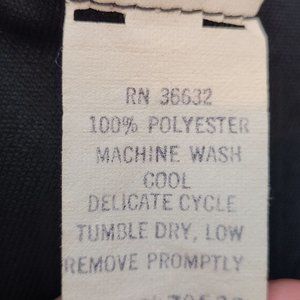 RN 36632
100% POLYESTER
MACHINE WASH
COOL
DELICATE CYCLE
TUMBLE DRY, LOW
REMOVE PROMPTLY